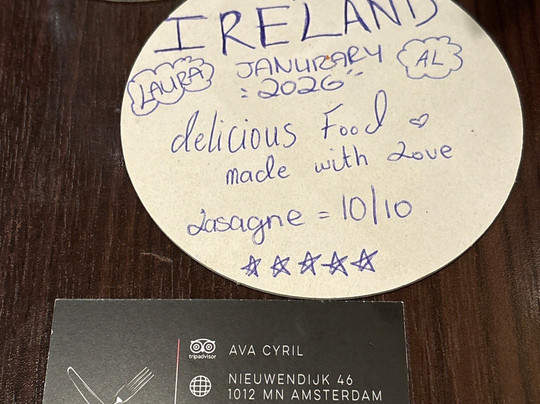 IRELAND
LAURA
JANURARY
AL
"2026"
delicious Food ♡
made with Love
Lasagne = 10/10
☆☆☆☆☆
tripadvisor
AVA CYRIL
NIEUWENDIJK 46
1012 MN AMSTERDAM